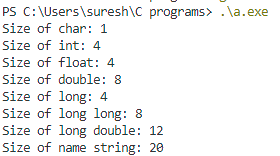 PS C:\Users\suresh\C programs> .\a.exe
Size of char: 1
Size of int: 4
Size of float: 4
Size of double: 8
Size of long: 4
Size of long long: 8
Size of long double: 12
Size of name string: 20